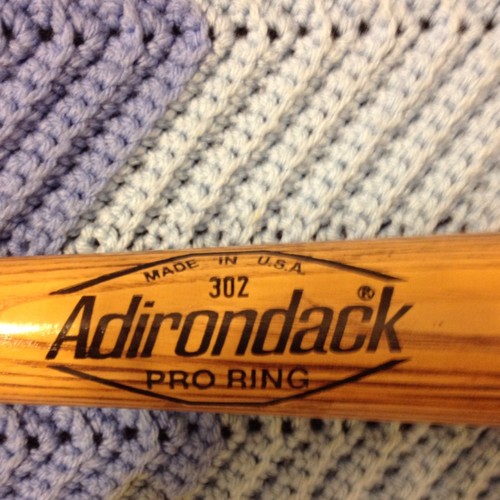 MADE IN U.S.A.
302
Adirondack®
PRO RING